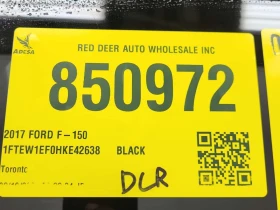 ADESA
RED DEER AUTO WHOLESALE INC
850972
2017 FORD F-150
1FTEW1EF0HKE42638 BLACK
Toronto
DLR